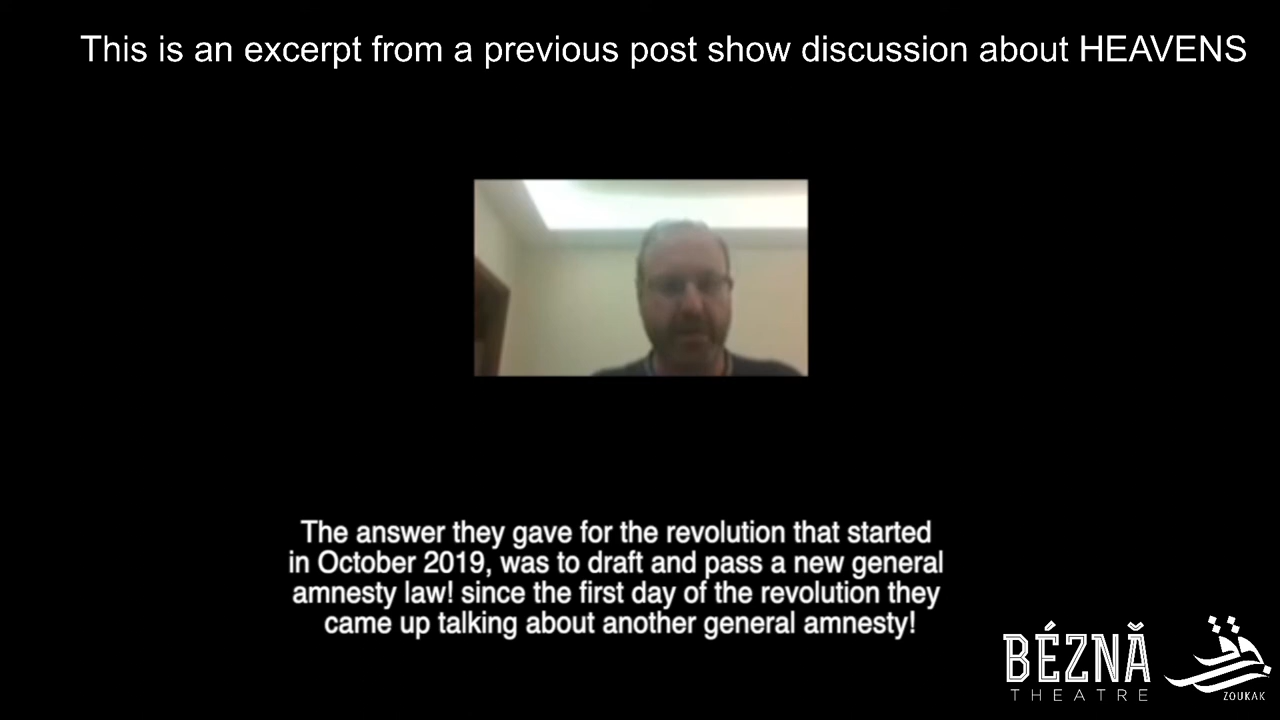 This is an excerpt from a previous post show discussion about HEAVENS
The answer they gave for the revolution that started
in October 2019, was to draft and pass a new general
amnesty law! since the first day of the revolution they
came up talking about another general amnesty!
BÉZNĂ
THEATRE
ZOUKAK